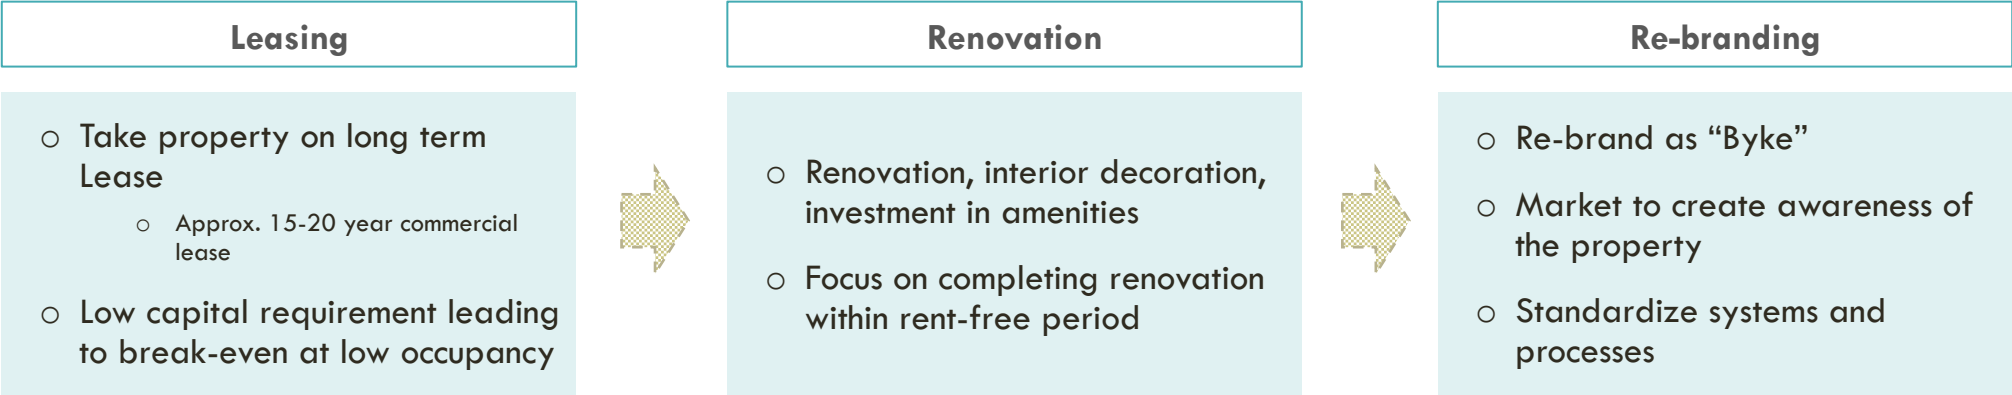 Leasing
○ Take property on long term
Lease
○ Approx. 15-20 year commercial
lease
○ Low capital requirement leading
to break-even at low occupancy
Renovation
○ Renovation, interior decoration,
investment in amenities
○ Focus on completing renovation
within rent-free period
Re-branding
○ Re-brand as “Byke”
○ Market to create awareness of
the property
○ Standardize systems and
processes